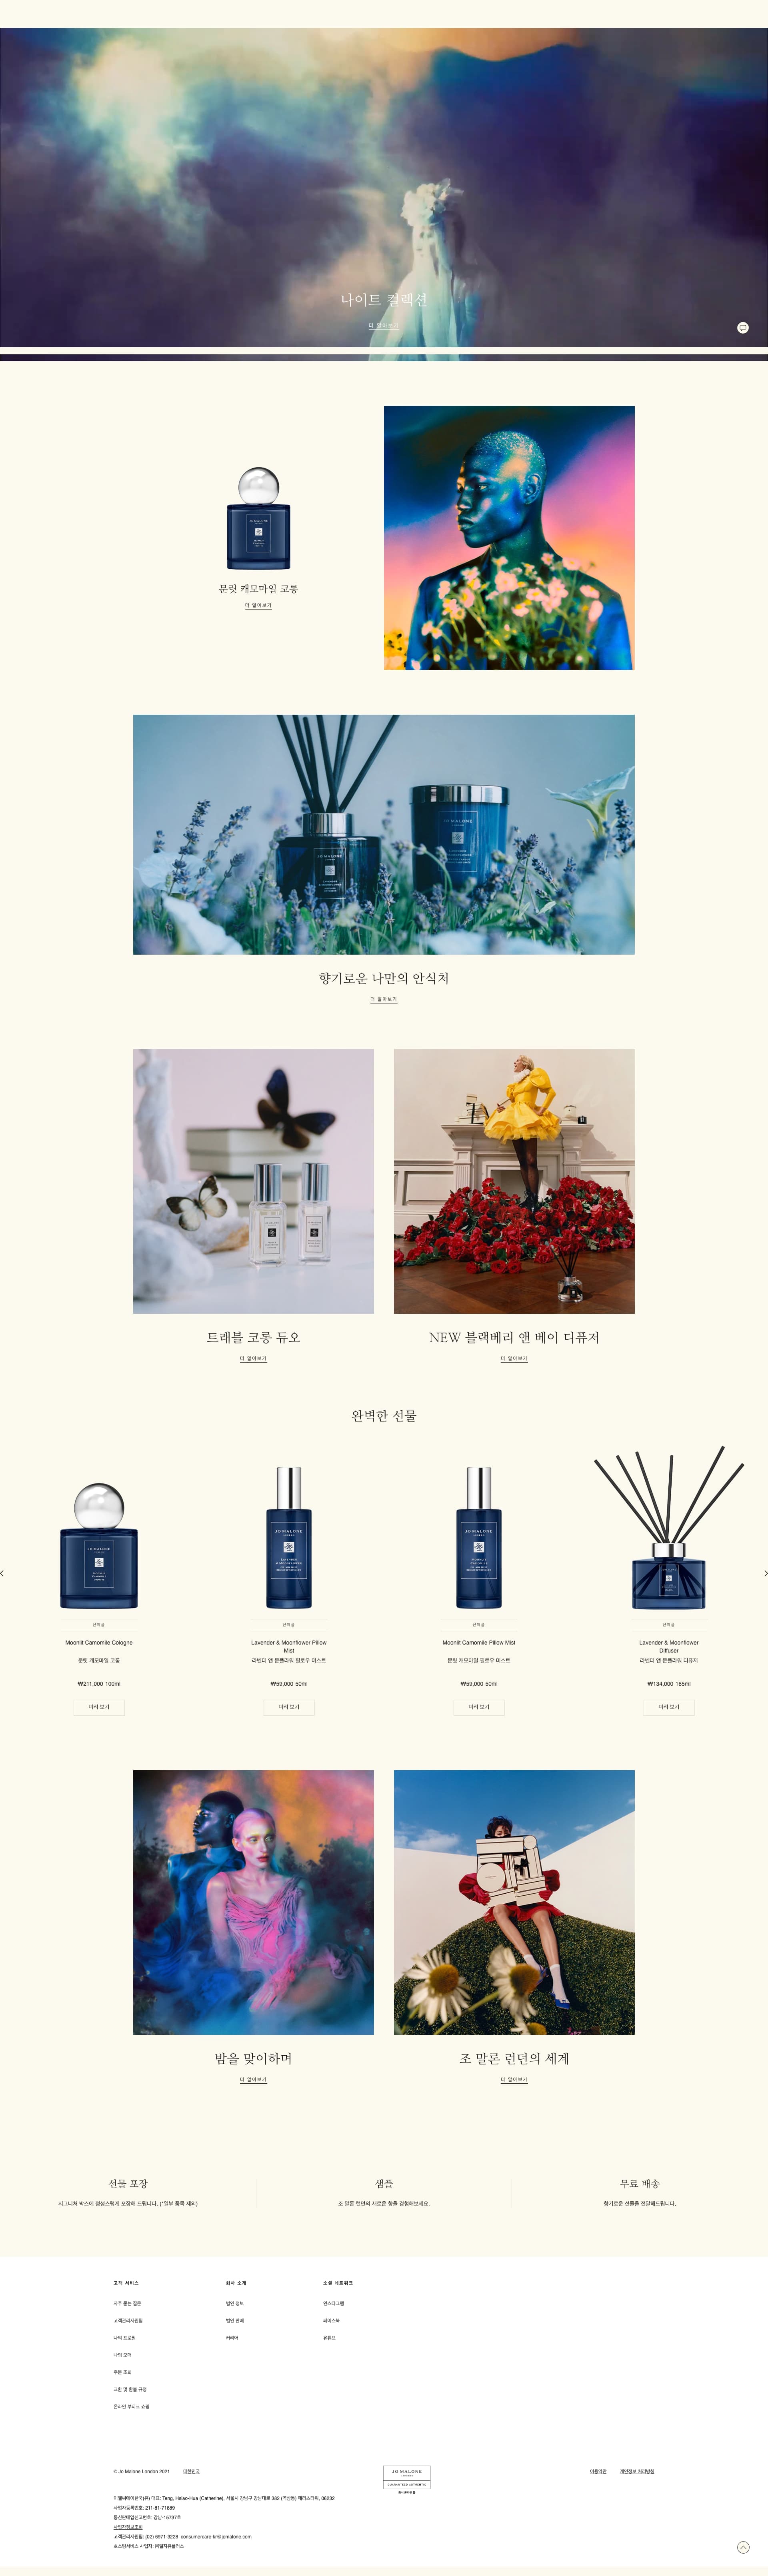 나이트 컬렉션
더 알아보기
문릿 캐모마일 코롱
더 알아보기
JO MALONE
JO MALONE
향기로운 나만의 안식처
더 알아보기
트래블 코롱 듀오
더 알아보기
NEW 블랙베리 앤 베이 디퓨저
더 알아보기
완벽한 선물
JO MALONE
JO MALONE
신제품
Moonlit Camomile Cologne
문릿 캐모마일 코롱
₩211,000 100ml
미리 보기
신제품
Lavender & Moonflower Pillow
Mist
라벤더 앤 문플라워 필로우 미스트
₩59,000 50ml
미리 보기
신제품
Moonlit Camomile Pillow Mist
문릿 캐모마일 필로우 미스트
₩59,000 50ml
미리 보기
신제품
Lavender & Moonflower
Diffuser
라벤더 앤 문플라워 디퓨저
₩134,000 165ml
미리 보기
밤을 맞이하며
더 알아보기
조 말론 런던의 세계
더 알아보기
선물 포장
시그니처 박스에 정성스럽게 포장해 드립니다. (*일부 품목 제외)
샘플
조 말론 런던의 새로운 향을 경험해보세요.
무료 배송
향기로운 선물을 전달해드립니다.
고객 서비스
자주 묻는 질문
고객관리지원팀
나의 프로필
나의 오더
주문 조회
교환 및 환불 규정
온라인 부티크 쇼핑
회사 소개
법인 정보
법인 판매
커리어
소셜 네트워크
인스타그램
페이스북
유튜브
© Jo Malone London 2021 대한민국
JO MALONE
LONDON
GUARANTEED AUTHENTIC
공식 온라인 몰
이용약관 개인정보 처리방침
이엘씨에이한국(유) 대표: Teng, Hsiao-Hua (Catherine), 서울시 강남구 강남대로 382 (역삼동) 메리츠타워, 06232
사업자등록번호: 211-81-71889
통신판매업신고번호: 강남-15737호
사업자정보조회
고객관리지원팀: (02) 6971-3228 consumercare-kr@jomalone.com
호스팅서비스 사업자: ㈜엘지유플러스